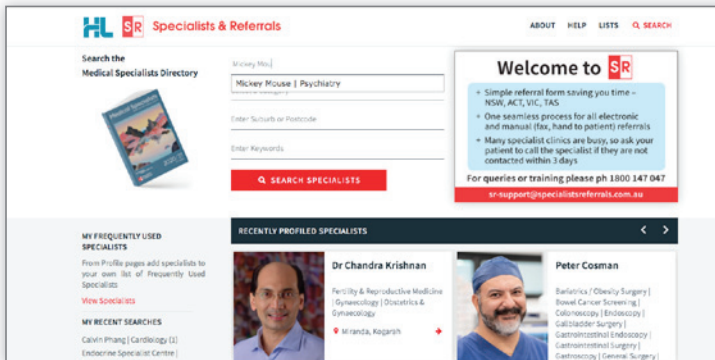 HL SR Specialists & Referrals
ABOUT HELP LISTS SEARCH
Search the
Medical Specialists Directory
Medical Specialists
Mickey Mou
Mickey Mouse | Psychiatry
Enter Suburb or Postcode
Enter Keywords
SEARCH SPECIALISTS
Welcome to SR
+ Simple referral form saving you time –
NSW, ACT, VIC, TAS
+ One seamless process for all electronic
and manual (fax, hand to patient) referrals
+ Many specialist clinics are busy, so ask your
patient to call the specialist if they are not
contacted within 3 days
For queries or training please ph 1800 147 047
sr-support@specialistsreferrals.com.au
MY FREQUENTLY USED
SPECIALISTS
From Profile pages add specialists to
your own list of Frequently Used
Specialists
View Specialists
MY RECENT SEARCHES
Calvin Phang | Cardiology (1)
Endocrine Specialist Centre |
RECENTLY PROFILED SPECIALISTS
Dr Chandra Krishnan
Fertility & Reproductive Medicine
| Gynaecology | Obstetrics &
Gynaecology
Miranda, Kogarah
Peter Cosman
Bariatrics / Obesity Surgery |
Bowel Cancer Screening |
Colonoscopy | Endoscopy |
Gallbladder Surgery |
Gastrointestinal Endoscopy |
Gastrointestinal Surgery |
Gastroscopy | General Surgery |